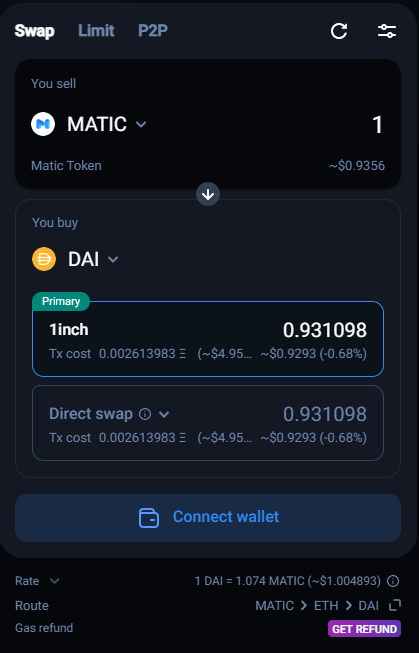 Swap Limit P2P
You sell
MATIC 1
Matic Token ~$0.9356
You buy
DAI
Primary
1inch 0.931098
Tx cost 0.002613983 Ξ (~$4.95... ~$0.9293 (-0.68%)
Direct swap 0.931098
Tx cost 0.002613983 Ξ (~$4.95... ~$0.9293 (-0.68%)
Connect wallet
Rate 1 DAI = 1.074 MATIC (~$1.004893)
Route MATIC > ETH > DAI
Gas refund GET REFUND